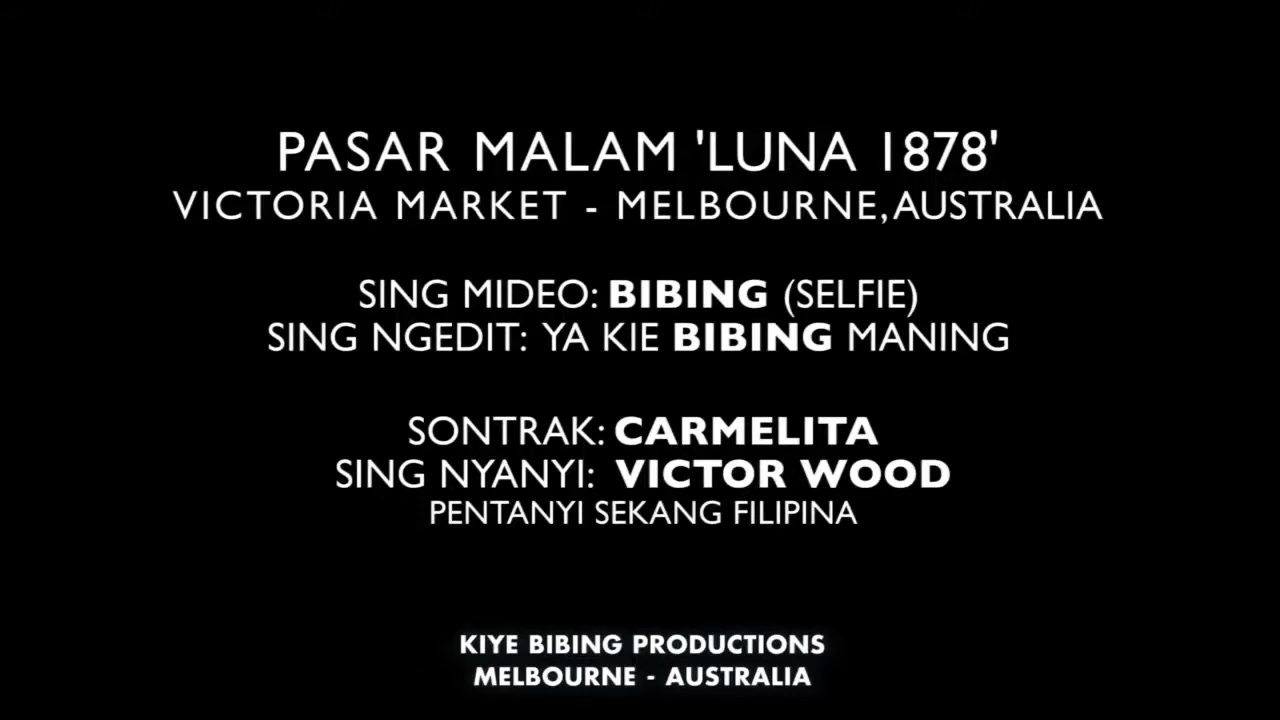 PASAR MALAM 'LUNA 1878'
VICTORIA MARKET - MELBOURNE, AUSTRALIA
SING MIDEO: BIBING (SELFIE)
SING NGEDIT: YA KIE BIBING MANING
SONTRAK: CARMELITA
SING NYANYI: VICTOR WOOD
PENTANYI SEKANG FILIPINA
KIYE BIBING PRODUCTIONS
MELBOURNE - AUSTRALIA